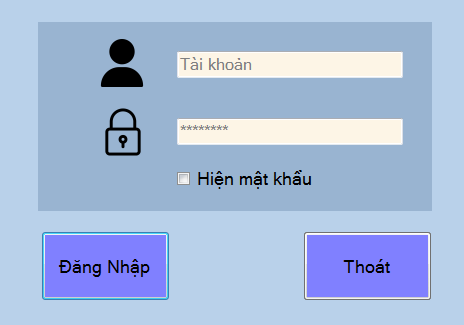 Tài khoản
********
Hiện mật khẩu
Đăng Nhập
Thoát